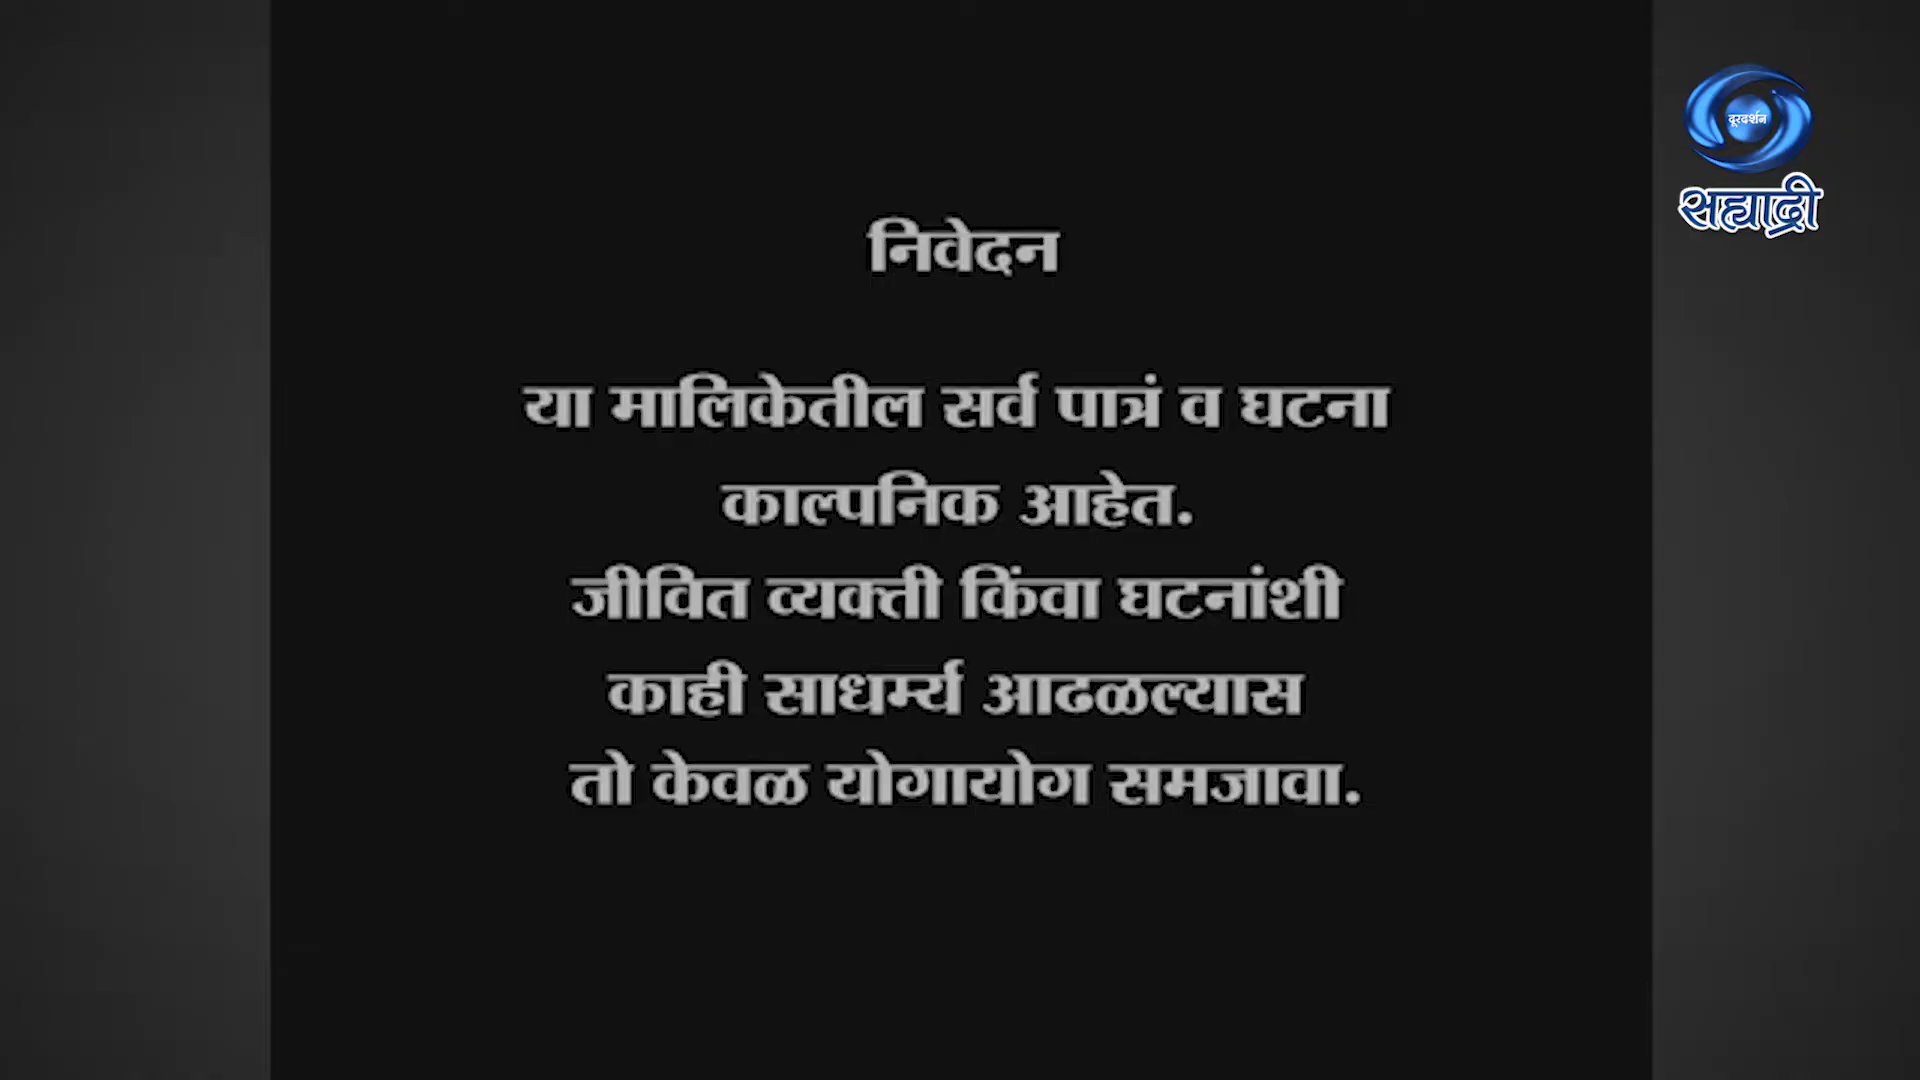 दूरदर्शन
सह्याद्री
निवेदन
या मालिकेतील सर्व पात्रं व घटना
काल्पनिक आहेत.
जीवित व्यक्ती किंवा घटनांशी
काही साधर्म्य आढळल्यास
तो केवळ योगायोग समजावा.